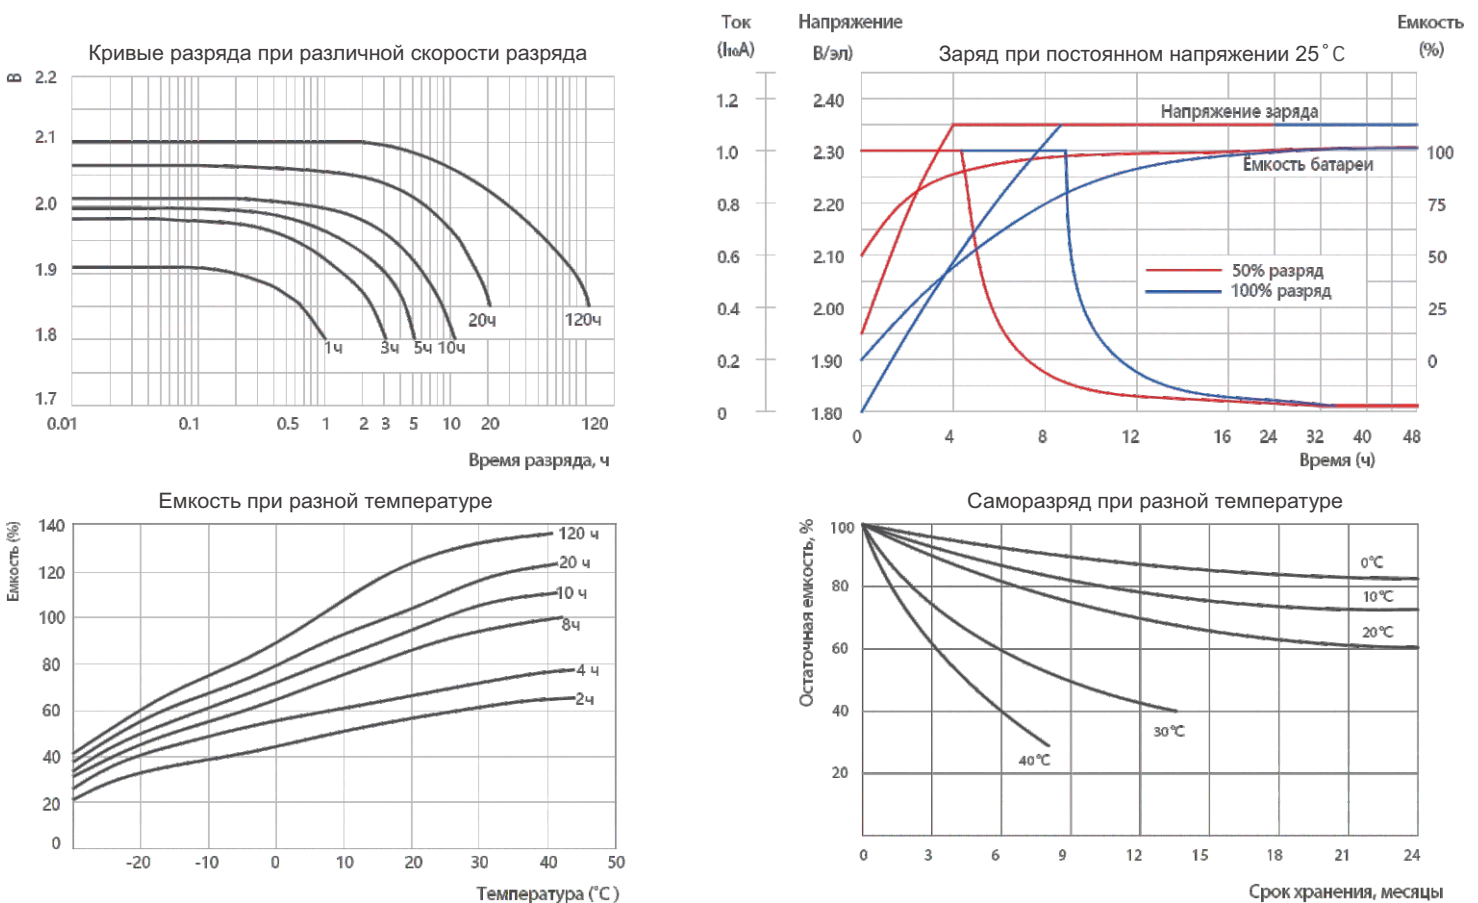 Кривые разряда при различной скорости разряда
В
2.2
2.1
2.0
1.9
1.8
1.7
1ч 3ч 5ч 10ч 20ч 120ч
0.01 0.1 0.5 1 2 3 5 10 20 120
Время разряда, ч
Ток Напряжение Емкость
(I₁₀А) В/эл) (%)
Заряд при постоянном напряжении 25˚C
1.2 2.40
1.0 2.30 100
0.8 2.20 75
0.6 2.10 50
0.4 2.00 25
0.2 1.90 0
0 1.80
Напряжение заряда
Емкость батареи
50% разряд
100% разряд
0 4 8 12 16 24 32 40 48
Время (ч)
Емкость при разной температуре
Емкость (%)
140
120
100
80
60
40
20
0
120 ч
20 ч
10 ч
8ч
4 ч
2ч
-20 -10 0 10 20 30 40 50
Температура (˚C )
Саморазряд при разной температуре
Остаточная емкость, %
100
80
60
40
20
0℃
10℃
20℃
30℃
40℃
0 3 6 9 12 15 18 21 24
Срок хранения, месяцы